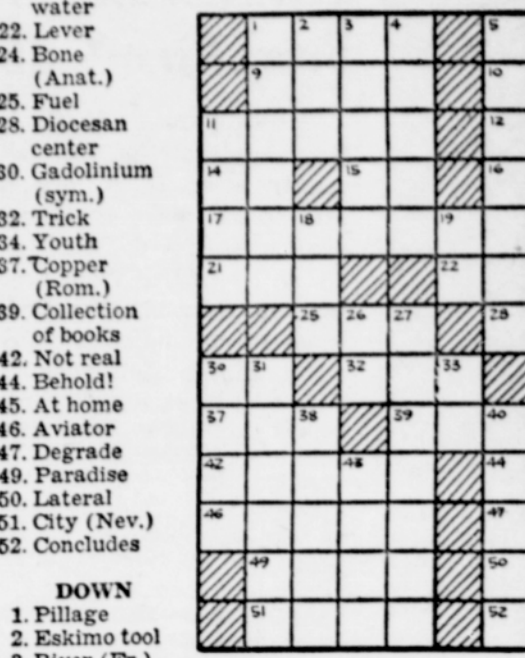 water
22. Lever
24. Bone
(Anat.)
25. Fuel
28. Diocesan
center
30. Gadolinium
(sym.)
32. Trick
34. Youth
37. Copper
(Rom.)
39. Collection
of books
42. Not real
44. Behold!
45. At home
46. Aviator
47. Degrade
49. Paradise
50. Lateral
51. City (Nev.)
52. Concludes
DOWN
1. Pillage
2. Eskimo tool
3. River (Fr.)
1 2 3 4 5
9 10
11 12
14 15 16
17 18 19
21 22
25 26 27 28
30 31 32 33
37 38 39 40
42 43 44
46 47
49 50
51 52